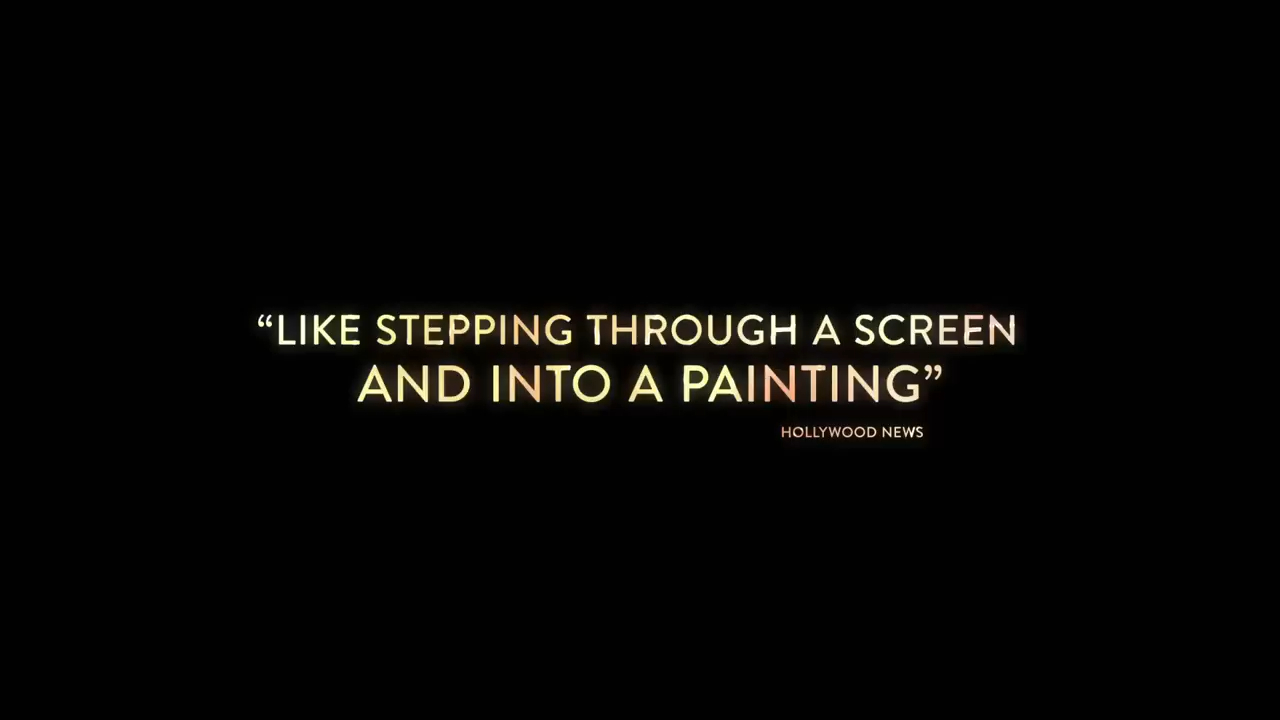 “LIKE STEPPING THROUGH A SCREEN
AND INTO A PAINTING”
HOLLYWOOD NEWS